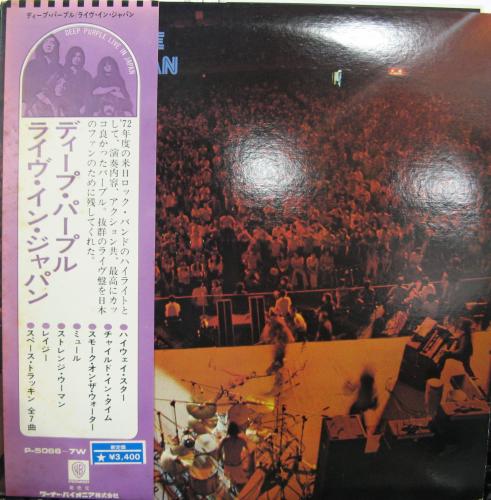 ディープ・パープル/ライヴ・イン・ジャパン
DEEP PURPLE LIVE IN JAPAN
ディープ・パープル
ライヴ・イン・ジャパン
'72年度の来日ロック・バンドのハイライトと
して、演奏内容、アクション共、最高にカッ
コ良かったパープル。抜群のライヴ盤を日本
のファンのために残してくれた。
●ハイウェイ・スター
●チャイルド・イン・タイム
●スモーク・オン・ザ・ウォーター
●ミュール
●ストレンジ・ウーマン
●レイジー
●スペース・トラッキン 全7曲
P-5066~7W
★¥3,400
発売元
ワーナー・パイオニア株式会社